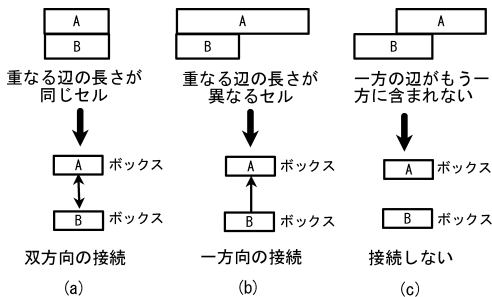 A
B
重なる辺の長さが
同じセル
A ボックス
B ボックス
双方向の接続
(a)
A
B
重なる辺の長さが
異なるセル
A ボックス
B ボックス
一方向の接続
(b)
A
B
一方の辺がもう一
方に含まれない
A ボックス
B ボックス
接続しない
(c)